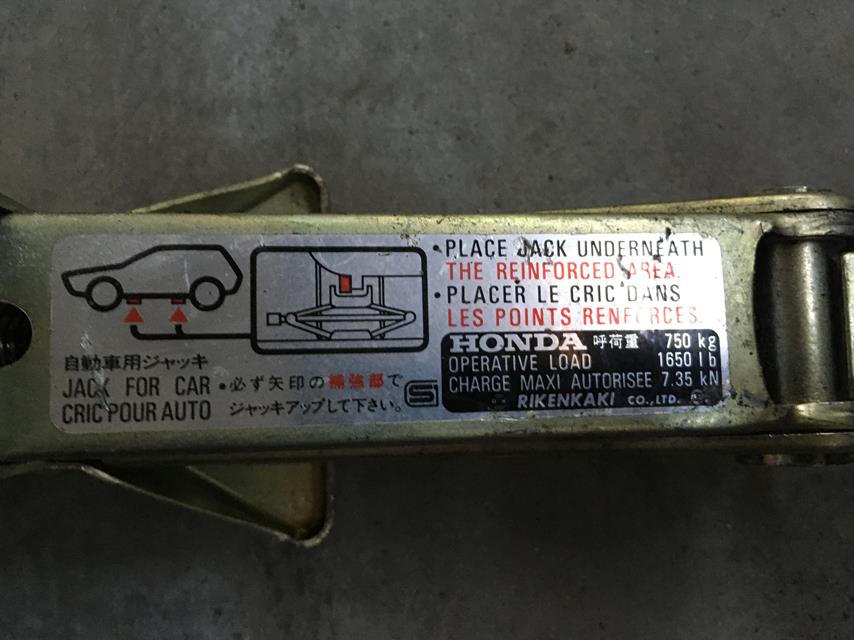 • PLACE JACK UNDERNEATH
THE REINFORCED AREA.
• PLACER LE CRIC DANS
LES POINTS RENFORCES.
自動車用ジャッキ
JACK FOR CAR
CRIC POUR AUTO
• 必ず矢印の補強部で
ジャッキアップして下さい。
HONDA 呼荷重 750 kg
OPERATIVE LOAD 1650 lb
CHARGE MAXI AUTORISEE 7.35 kN
RIKENKAKI CO.,LTD.